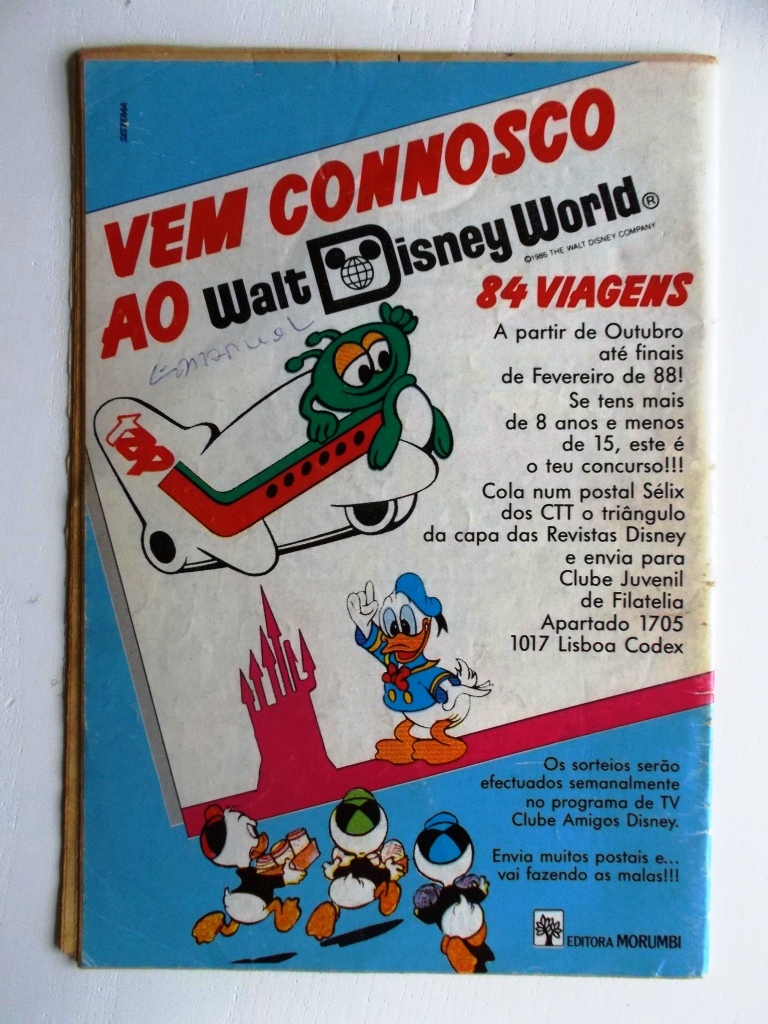 SISTEMA
VEM CONNOSCO
AO Walt Disney World®
©1986 THE WALT DISNEY COMPANY
84 VIAGENS
Emanuel
A partir de Outubro
até finais
de Fevereiro de 88!
Se tens mais
de 8 anos e menos
de 15, este é
o teu concurso!!!
Cola num postal Sélix
dos CTT o triângulo
da capa das Revistas Disney
e envia para
Clube Juvenil
de Filatelia
Apartado 1705
1017 Lisboa Codex
TAP
Os sorteios serão
efectuados semanalmente
no programa de TV
Clube Amigos Disney.
Envia muitos postais e...
vai fazendo as malas!!!
EDITORA MORUMBI